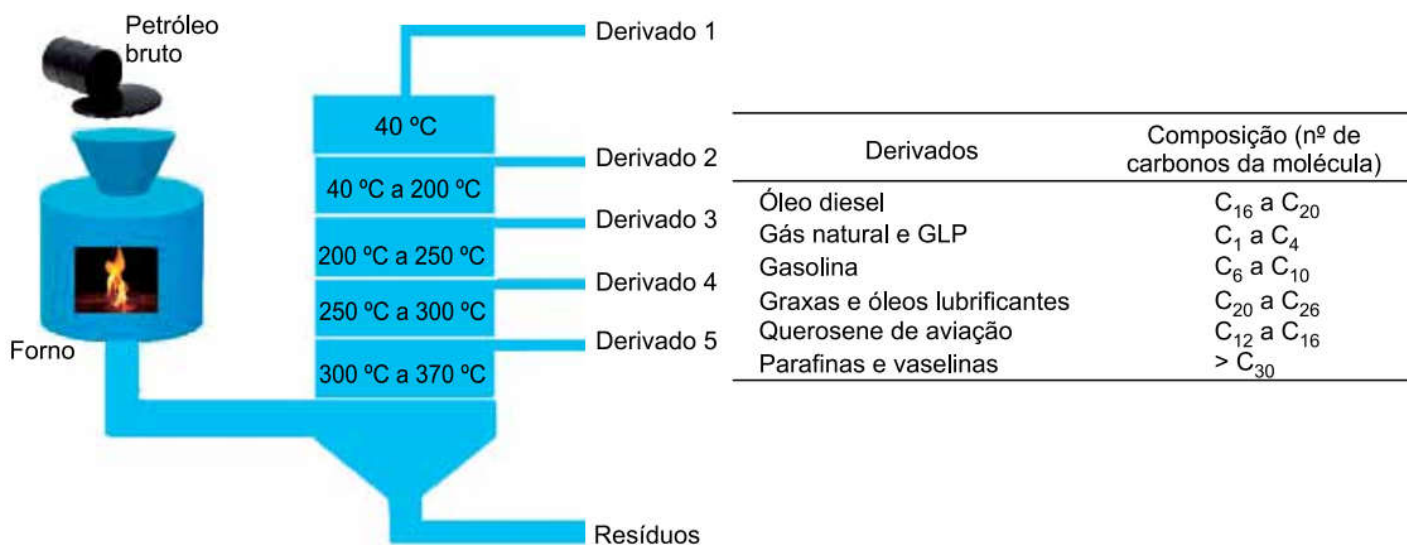 Petróleo
bruto
Forno
40 ºC
40 ºC a 200 ºC
200 ºC a 250 ºC
250 ºC a 300 ºC
300 ºC a 370 ºC
Derivado 1
Derivado 2
Derivado 3
Derivado 4
Derivado 5
Resíduos
Derivados Composição (nº de
carbonos da molécula)
Óleo diesel C₁₆ a C₂₀
Gás natural e GLP C₁ a C₄
Gasolina C₆ a C₁₀
Graxas e óleos lubrificantes C₂₀ a C₂₆
Querosene de aviação C₁₂ a C₁₆
Parafinas e vaselinas > C₃₀